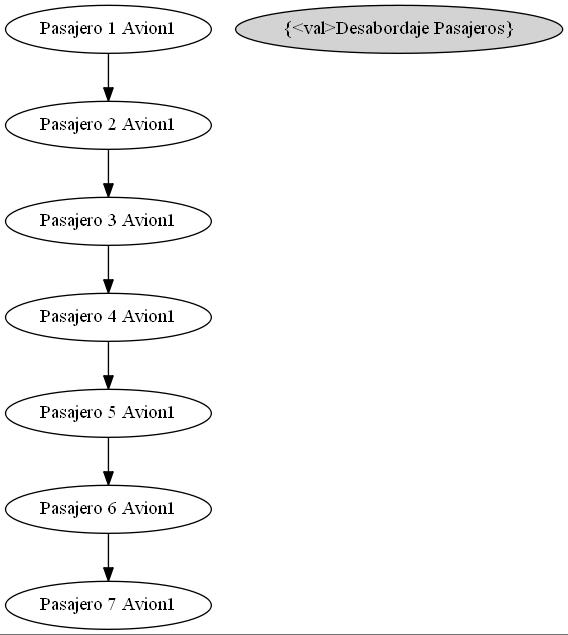 Pasajero 1 Avion1
{<val>Desabordaje Pasajeros}
Pasajero 2 Avion1
Pasajero 3 Avion1
Pasajero 4 Avion1
Pasajero 5 Avion1
Pasajero 6 Avion1
Pasajero 7 Avion1